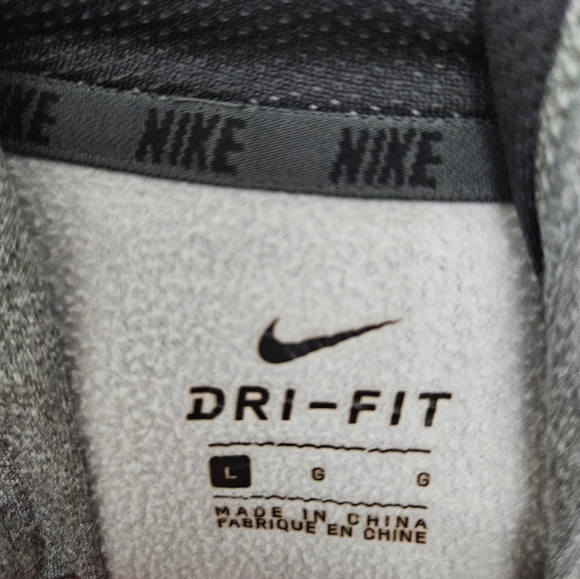 NIKE NIKE NIKE
DRI-FIT
L G G
MADE IN CHINA
FABRIQUE EN CHINE